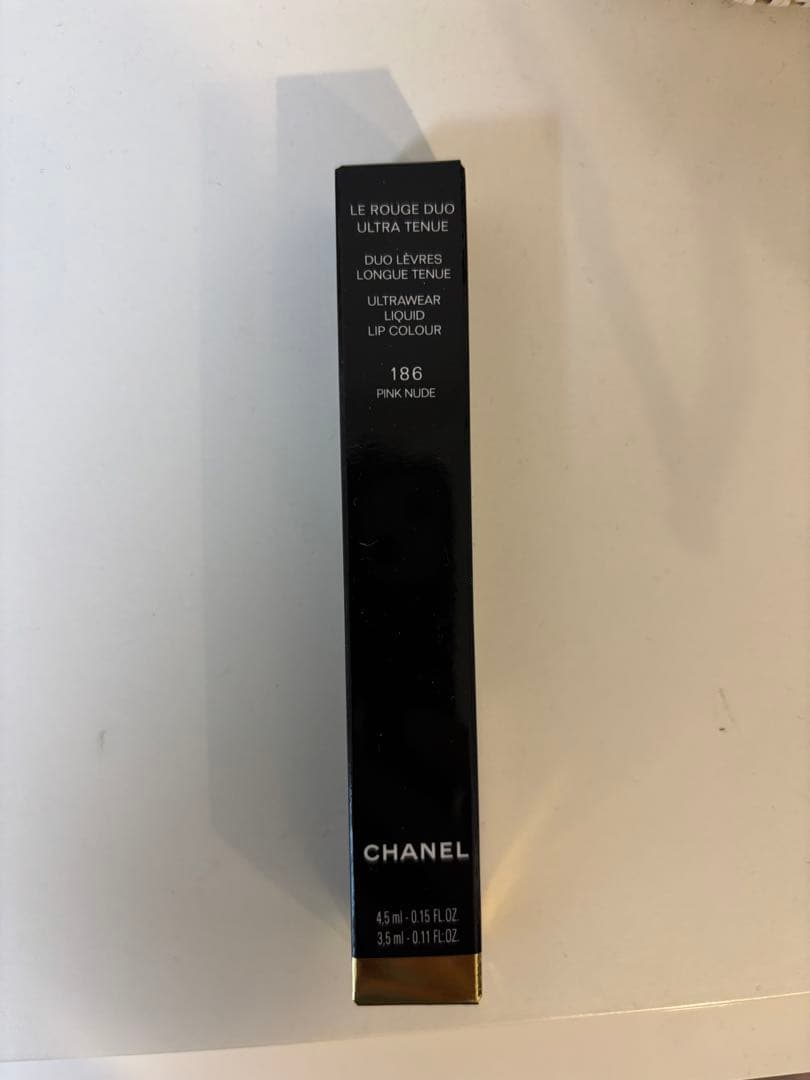 LE ROUGE DUO
ULTRA TENUE
DUO LÈVRES
LONGUE TENUE
ULTRAWEAR
LIQUID
LIP COLOUR
186
PINK NUDE
CHANEL
4,5 ml - 0.15 FL.OZ.
3,5 ml - 0.11 FL.OZ.